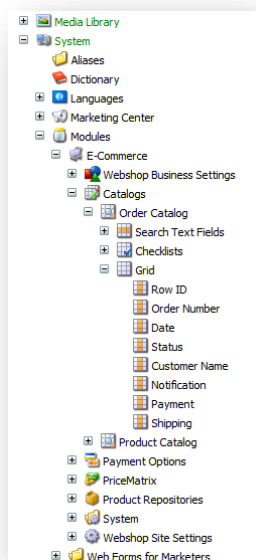 Media Library
System
Aliases
Dictionary
Languages
Marketing Center
Modules
E-Commerce
Webshop Business Settings
Catalogs
Order Catalog
Search Text Fields
Checklists
Grid
Row ID
Order Number
Date
Status
Customer Name
Notification
Payment
Shipping
Product Catalog
Payment Options
PriceMatrix
Product Repositories
System
Webshop Site Settings
Web Forms for Marketers